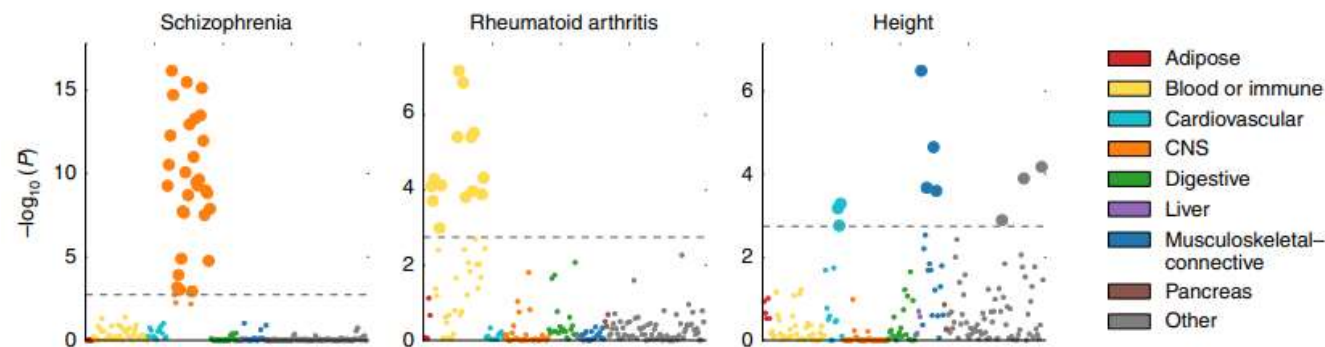 Schizophrenia
Rheumatoid arthritis
Height
–log10 (P)
15
10
5
0
6
4
2
0
6
4
2
0
Adipose
Blood or immune
Cardiovascular
CNS
Digestive
Liver
Musculoskeletal–
connective
Pancreas
Other